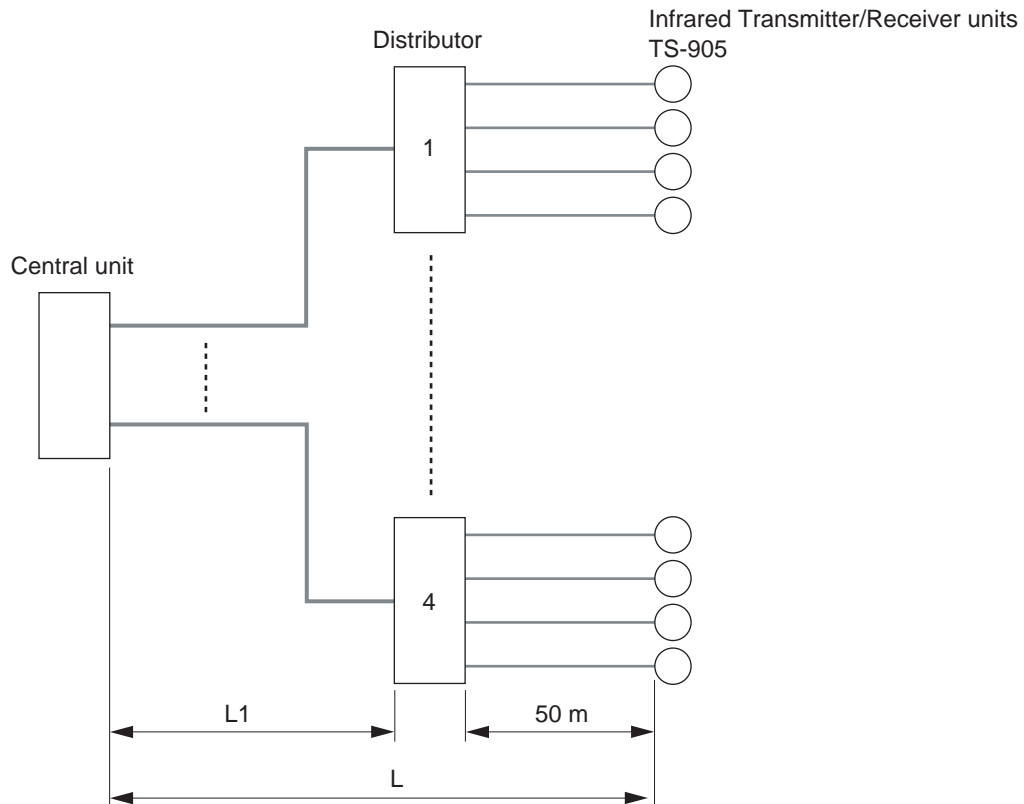 Infrared Transmitter/Receiver units
TS-905
Distributor
1
Central unit
4
L1
50 m
L